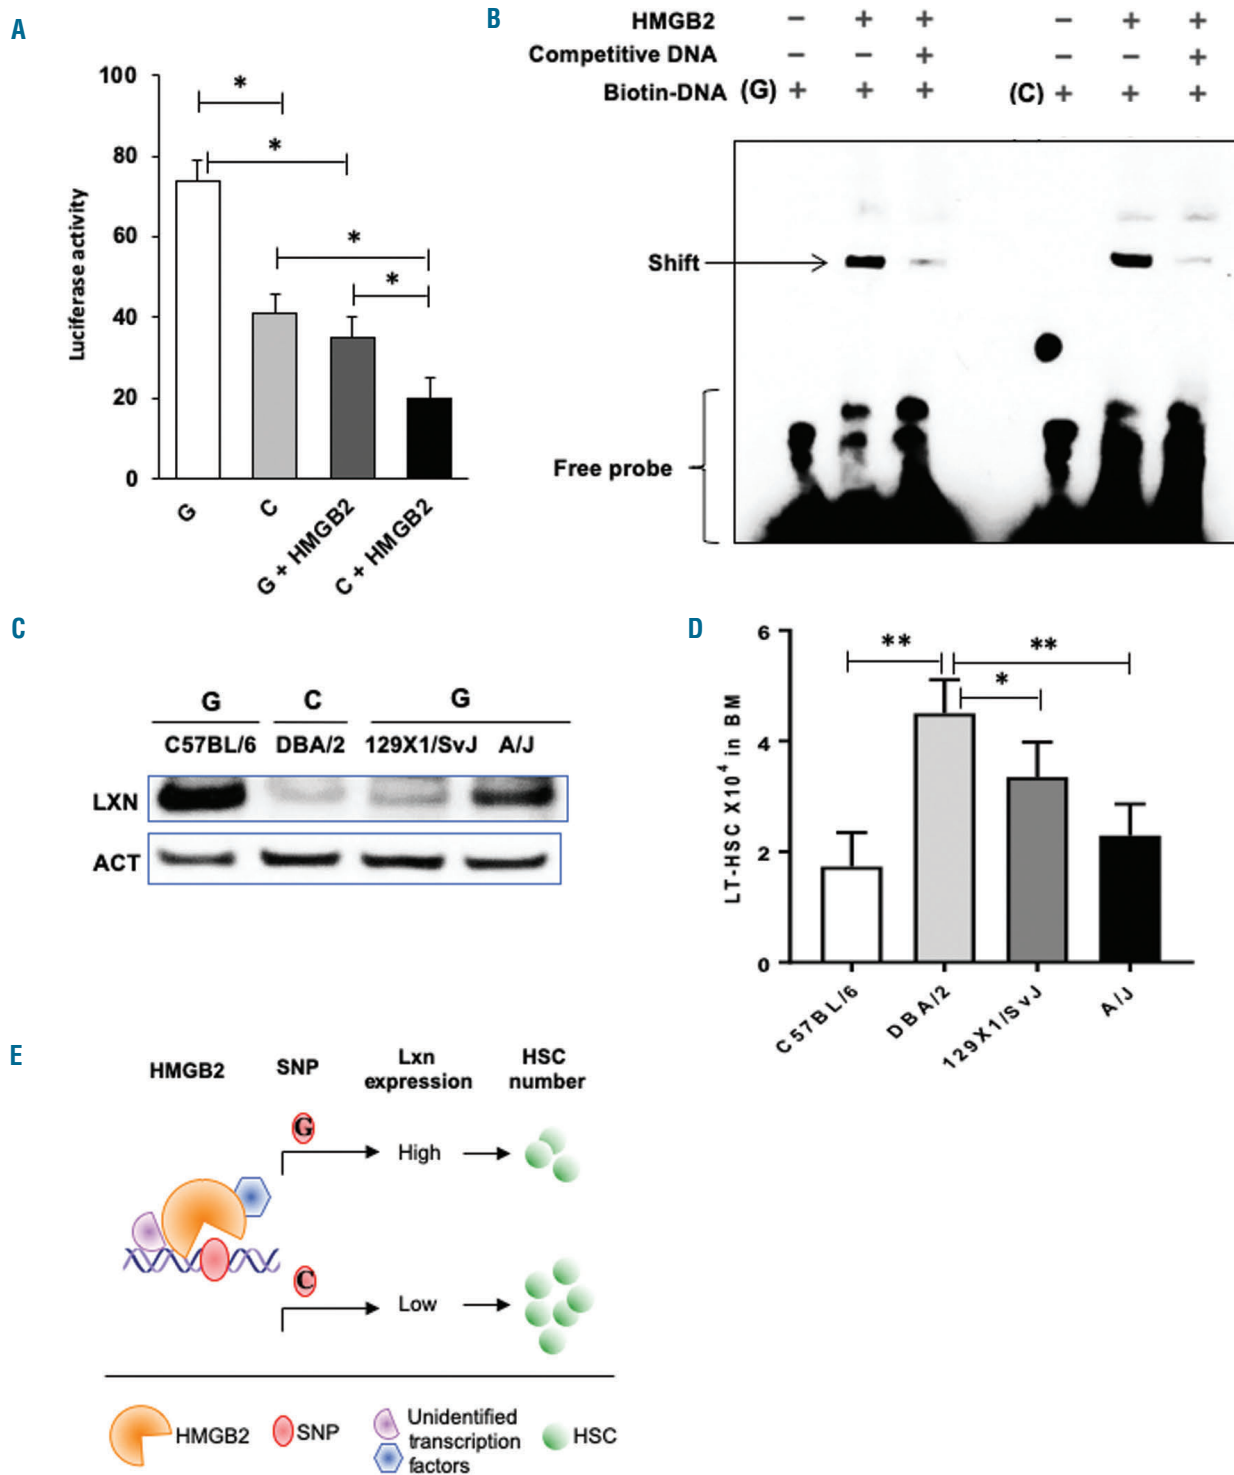 A
100
80
60
40
20
0
Luciferase activity
*
*
*
*
G
C
G + HMGB2
C + HMGB2
B
HMGB2 − + + − + +
Competitive DNA − − + − − +
Biotin-DNA (G) + + + (C) + + +
Shift
Free probe
C
G C G
C57BL/6 DBA/2 129X1/SvJ A/J
LXN
ACT
D
6
4
2
0
LT-HSC X10⁴ in BM
**
**
*
C57BL/6
DBA/2
129X1/SvJ
A/J
E
HMGB2 SNP Lxn expression HSC number
G
High
C
Low
HMGB2
SNP
Unidentified
transcription
factors
HSC